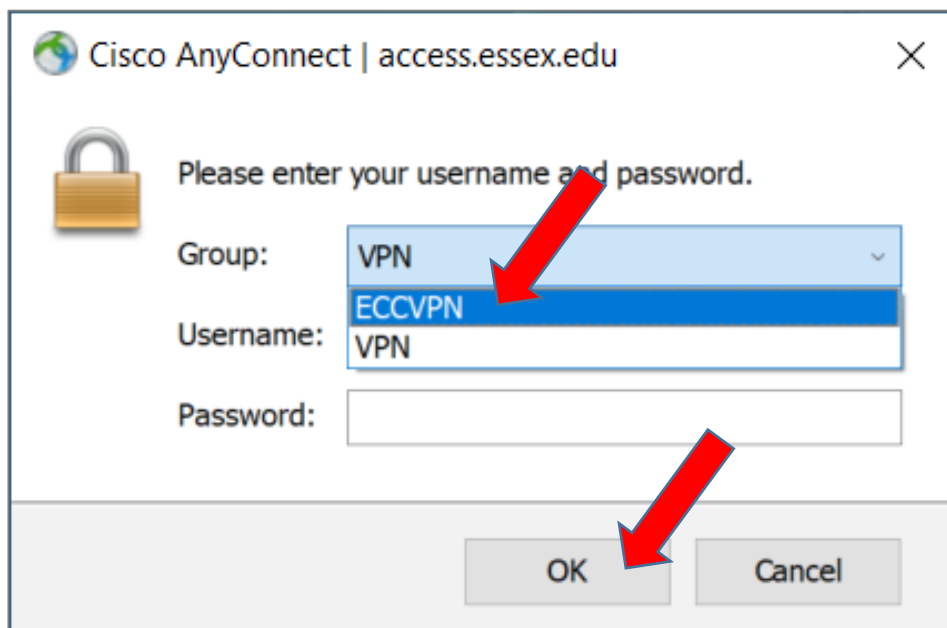 Cisco AnyConnect | access.essex.edu
Please enter your username and password.
Group: VPN
ECCVPN
Username:
VPN
Password:
OK Cancel